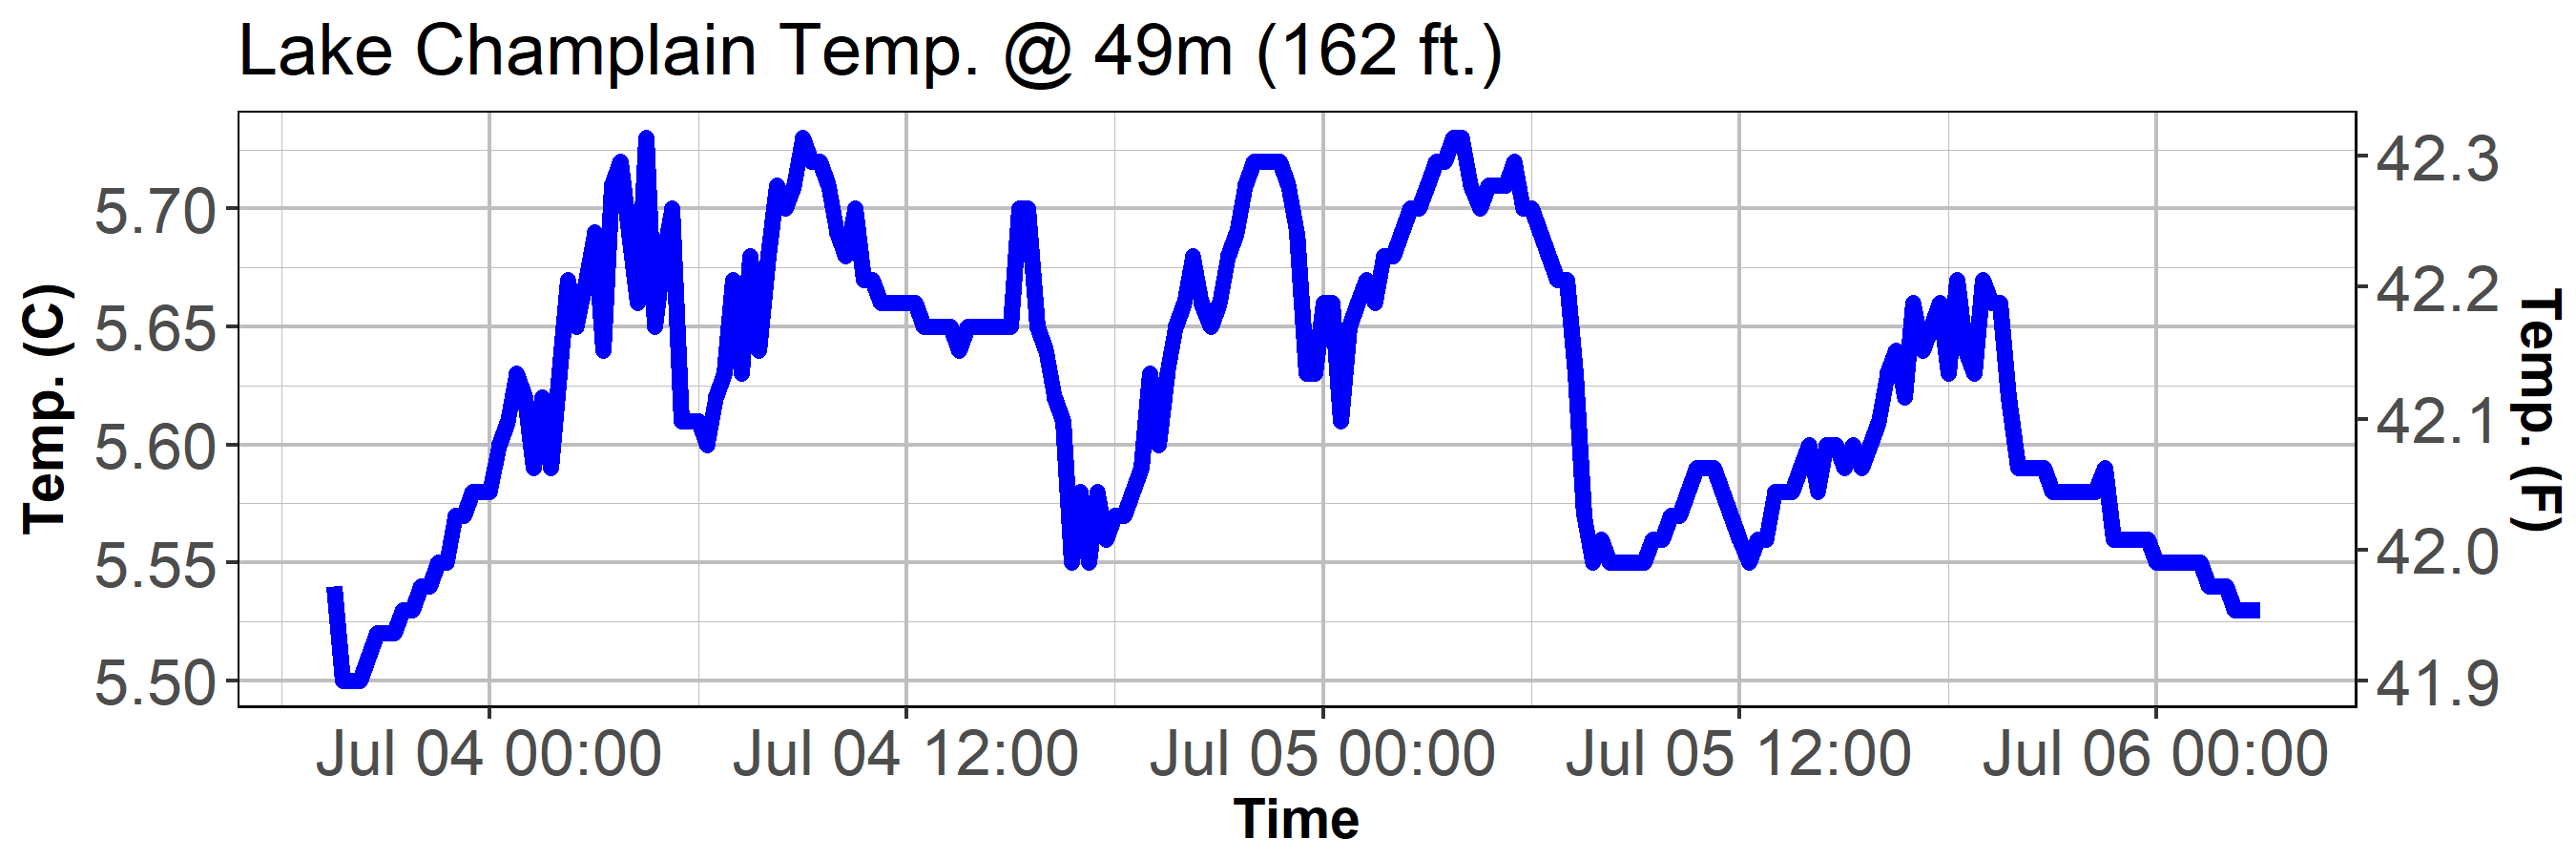 Lake Champlain Temp. @ 49m (162 ft.)
Temp. (C)
5.70
5.65
5.60
5.55
5.50
42.3
42.2
42.1
42.0
41.9
Temp. (F)
Jul 04 00:00 Jul 04 12:00 Jul 05 00:00 Jul 05 12:00 Jul 06 00:00
Time